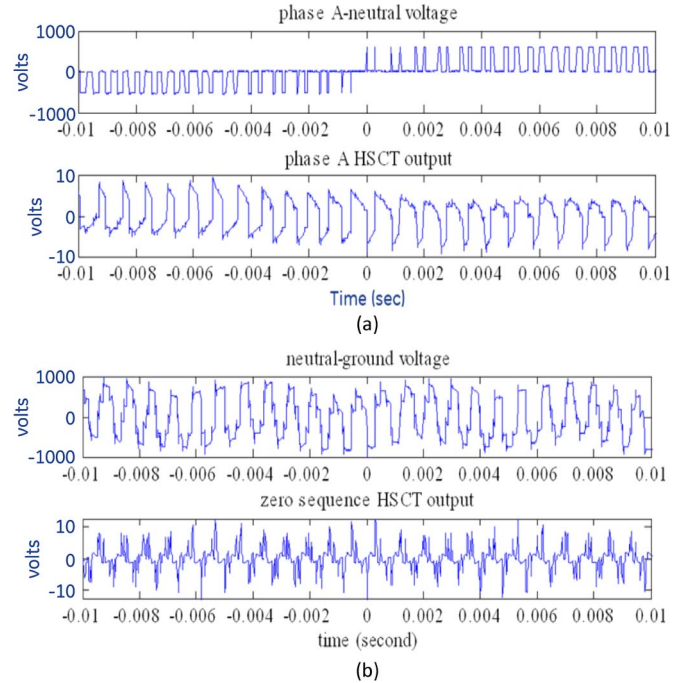 phase A-neutral voltage
1000
0
-1000
volts
-0.01 -0.008 -0.006 -0.004 -0.002 0 0.002 0.004 0.006 0.008 0.01
phase A HSCT output
10
0
-10
volts
-0.01 -0.008 -0.006 -0.004 -0.002 0 0.002 0.004 0.006 0.008 0.01
Time (sec)
(a)
neutral-ground voltage
1000
0
-1000
volts
-0.01 -0.008 -0.006 -0.004 -0.002 0 0.002 0.004 0.006 0.008 0.01
zero sequence HSCT output
10
0
-10
volts
-0.01 -0.008 -0.006 -0.004 -0.002 0 0.002 0.004 0.006 0.008 0.01
time (second)
(b)